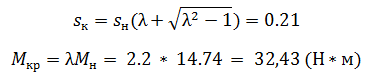 sк = sн(λ + √(λ² − 1)) = 0.21
Mкр = λMн = 2.2 * 14.74 = 32,43 (Н * м)